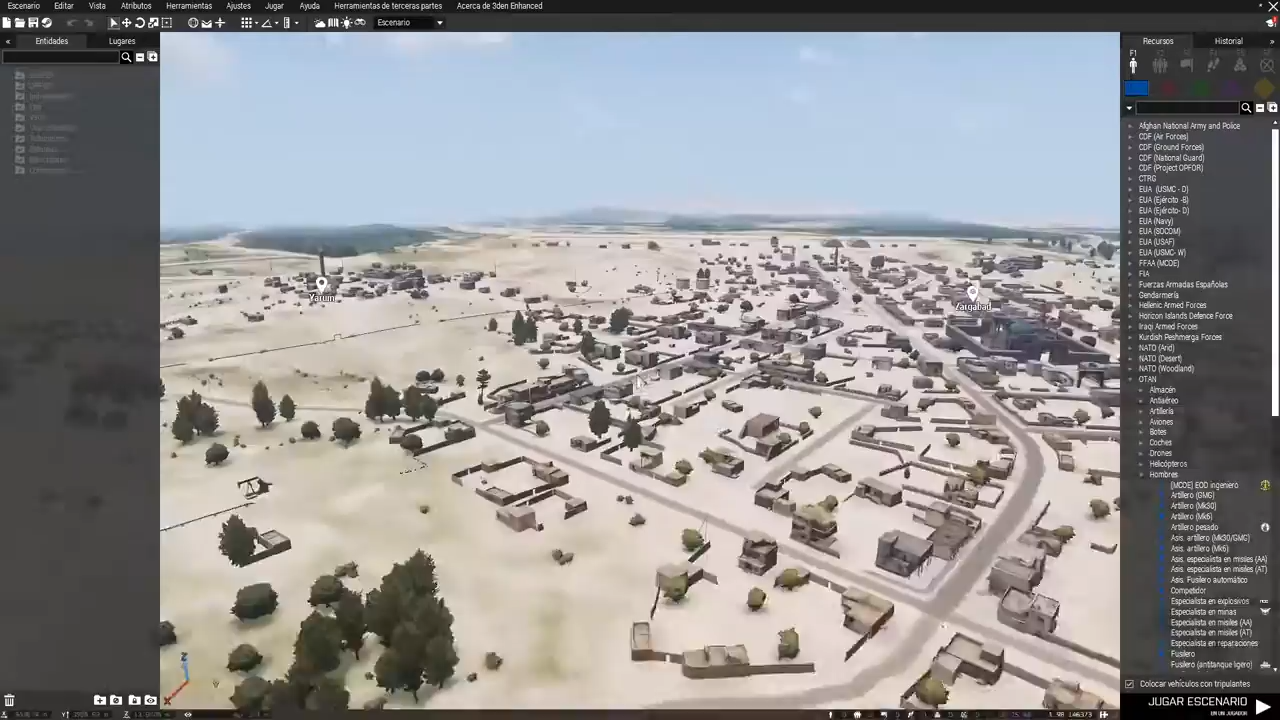 Escenario Editar Vista Atributos Herramientas Ajustes Jugar Ayuda Herramientas de terceras partes Acerca de 3den Enhanced
Escenario
Entidades Lugares
Yarum
Zargabad
Recursos Historial
F1
Afghan National Army and Police
CDF (Air Forces)
CDF (Ground Forces)
CDF (National Guard)
CDF (Project OPFOR)
CTRG
EUA (USMC - D)
EUA (Ejército -B)
EUA (Ejército- D)
EUA (Navy)
EUA (SOCOM)
EUA (USAF)
EUA (USMC- W)
FFAA (MCDE)
FIA
Fuerzas Armadas Españolas
Gendarmería
Hellenic Armed Forces
Horizon Islands Defence Force
Iraqi Armed Forces
Kurdish Peshmerga Forces
NATO (Arid)
NATO (Desert)
NATO (Woodland)
OTAN
Almacén
Antiaéreo
Artillería
Aviones
Botes
Coches
Drones
Helicópteros
Hombres
[MCDE] EOD ingeniero
Artillero (GMG)
Artillero (Mk30)
Artillero (Mk6)
Artillero pesado
Asis. artillero (Mk30/GMG)
Asis. artillero (Mk6)
Asis. especialista en misiles (AA)
Asis. especialista en misiles (AT)
Asis. Fusilero automático
Competidor
Especialista en explosivos
Especialista en minas
Especialista en misiles (AA)
Especialista en misiles (AT)
Especialista en reparaciones
Fusilero
Fusilero (antitanque ligero)
Colocar vehículos con tripulantes
JUGAR ESCENARIO
EN UN JUGADOR